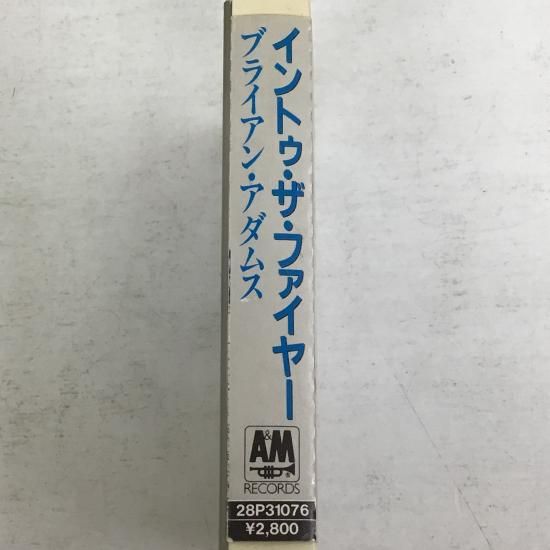 イントゥ・ザ・ファイヤー
ブライアン・アダムス
A&M
RECORDS
28P31076
¥2,800